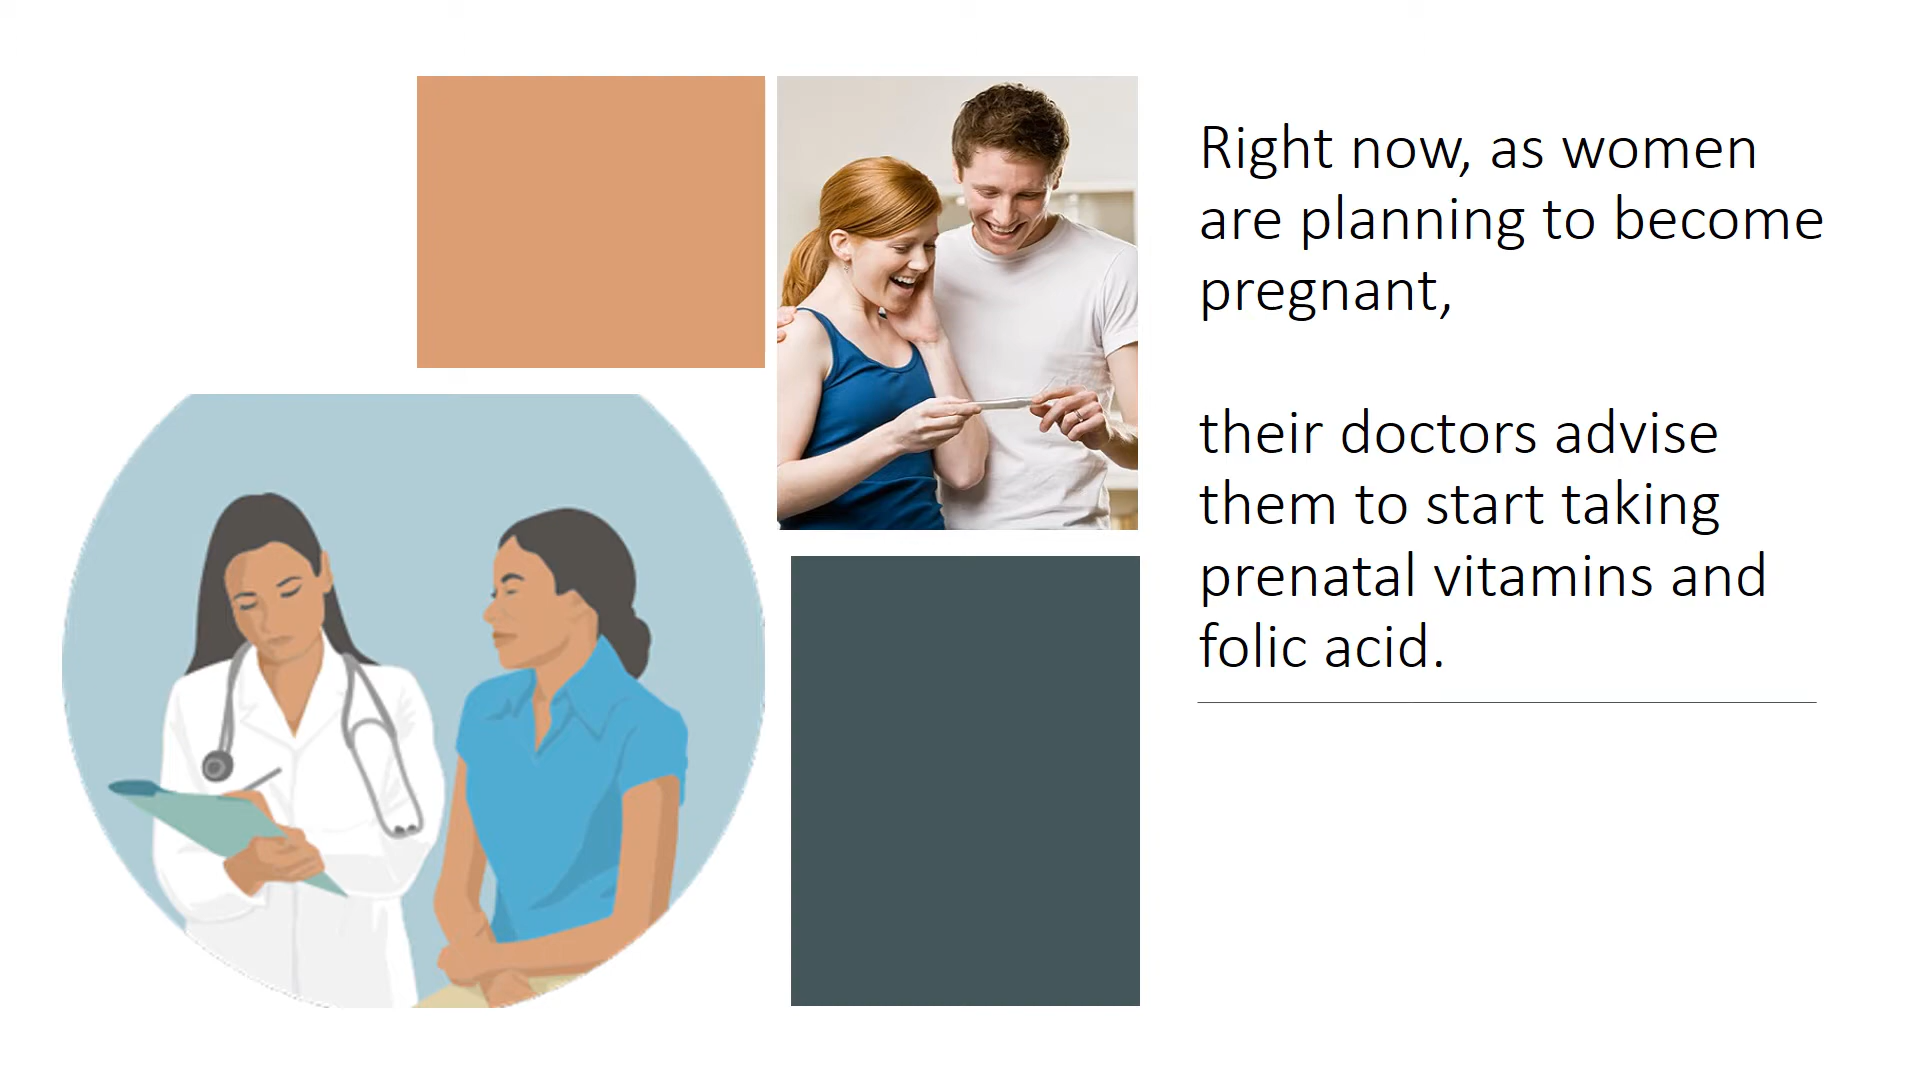 Right now, as women
are planning to become
pregnant,
their doctors advise
them to start taking
prenatal vitamins and
folic acid.